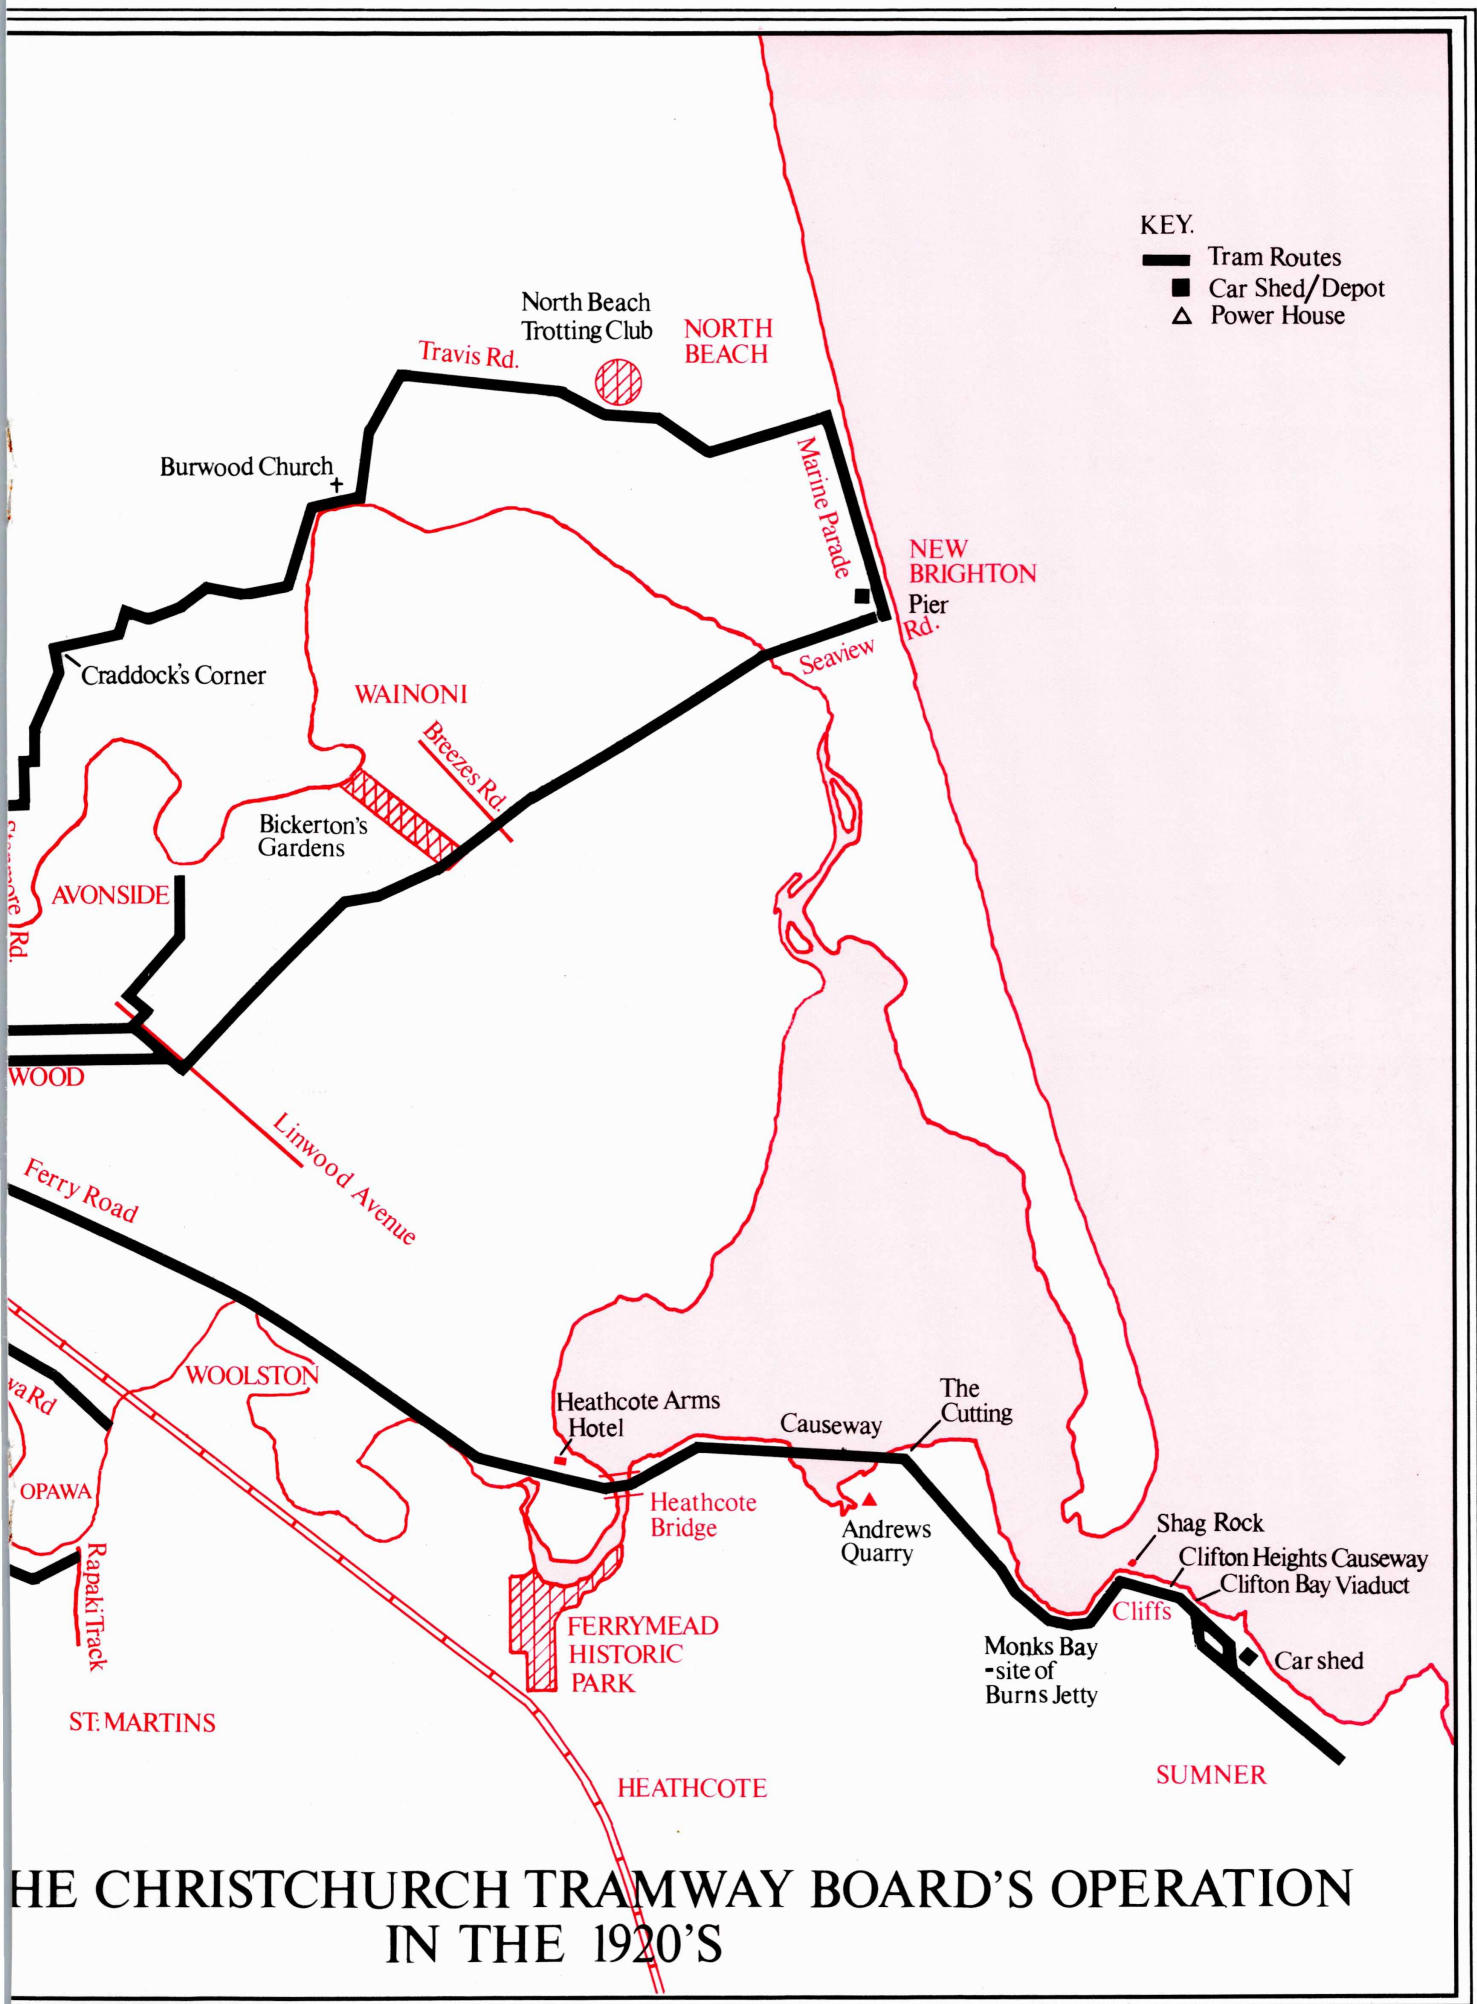 KEY.
Tram Routes
Car Shed/Depot
Power House
North Beach
Trotting Club
NORTH
BEACH
Travis Rd.
Burwood Church
Marine Parade
NEW
BRIGHTON
Pier
Seaview Rd.
Craddock's Corner
WAINONI
Breezes Rd.
Bickerton's
Gardens
Stanmore Rd.
AVONSIDE
WOOD
Linwood Avenue
Ferry Road
WOOLSTON
va Rd
OPAWA
Rapaki Track
ST. MARTINS
Heathcote Arms
Hotel
Causeway
The
Cutting
Heathcote
Bridge
Andrews
Quarry
Shag Rock
Clifton Heights Causeway
Clifton Bay Viaduct
Cliffs
Monks Bay
-site of
Burns Jetty
Car shed
FERRYMEAD
HISTORIC
PARK
SUMNER
HEATHCOTE
HE CHRISTCHURCH TRAMWAY BOARD'S OPERATION
IN THE 1920'S